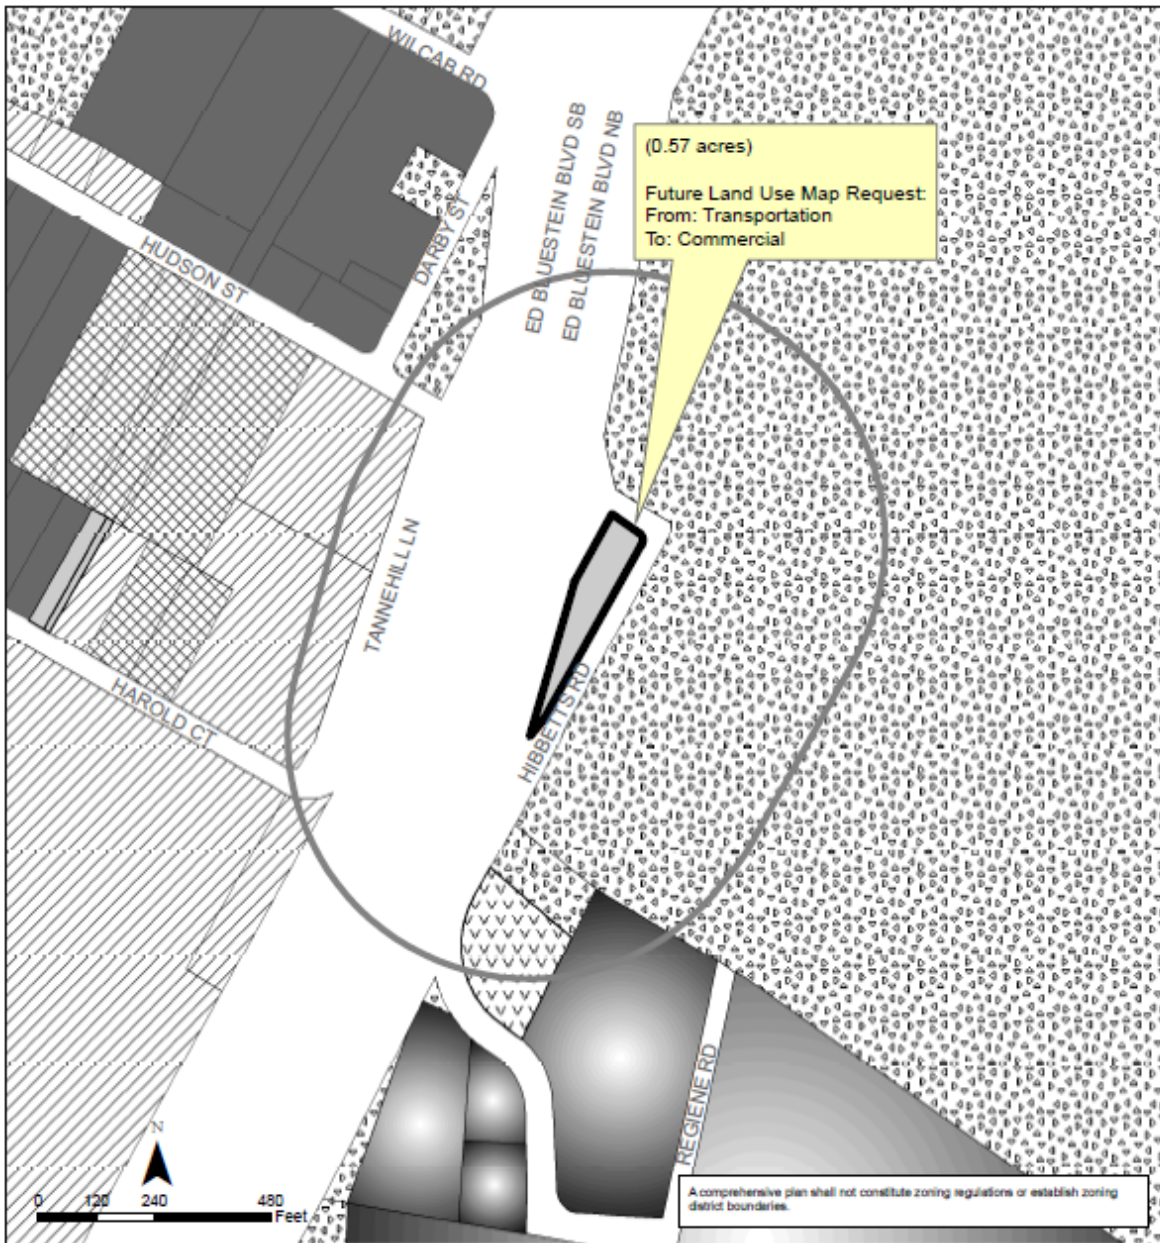 WILCAB RD
ED BLUESTEIN BLVD SB
ED BLUESTEIN BLVD NB
(0.57 acres)
Future Land Use Map Request:
From: Transportation
To: Commercial
DARBY ST
HUDSON ST
TANNEHILL LN
HIBBETTS RD
HAROLD CT
REGIENE RD
N
0 120 240 480
Feet
A comprehensive plan shall not constitute zoning regulations or establish zoning
district boundaries.